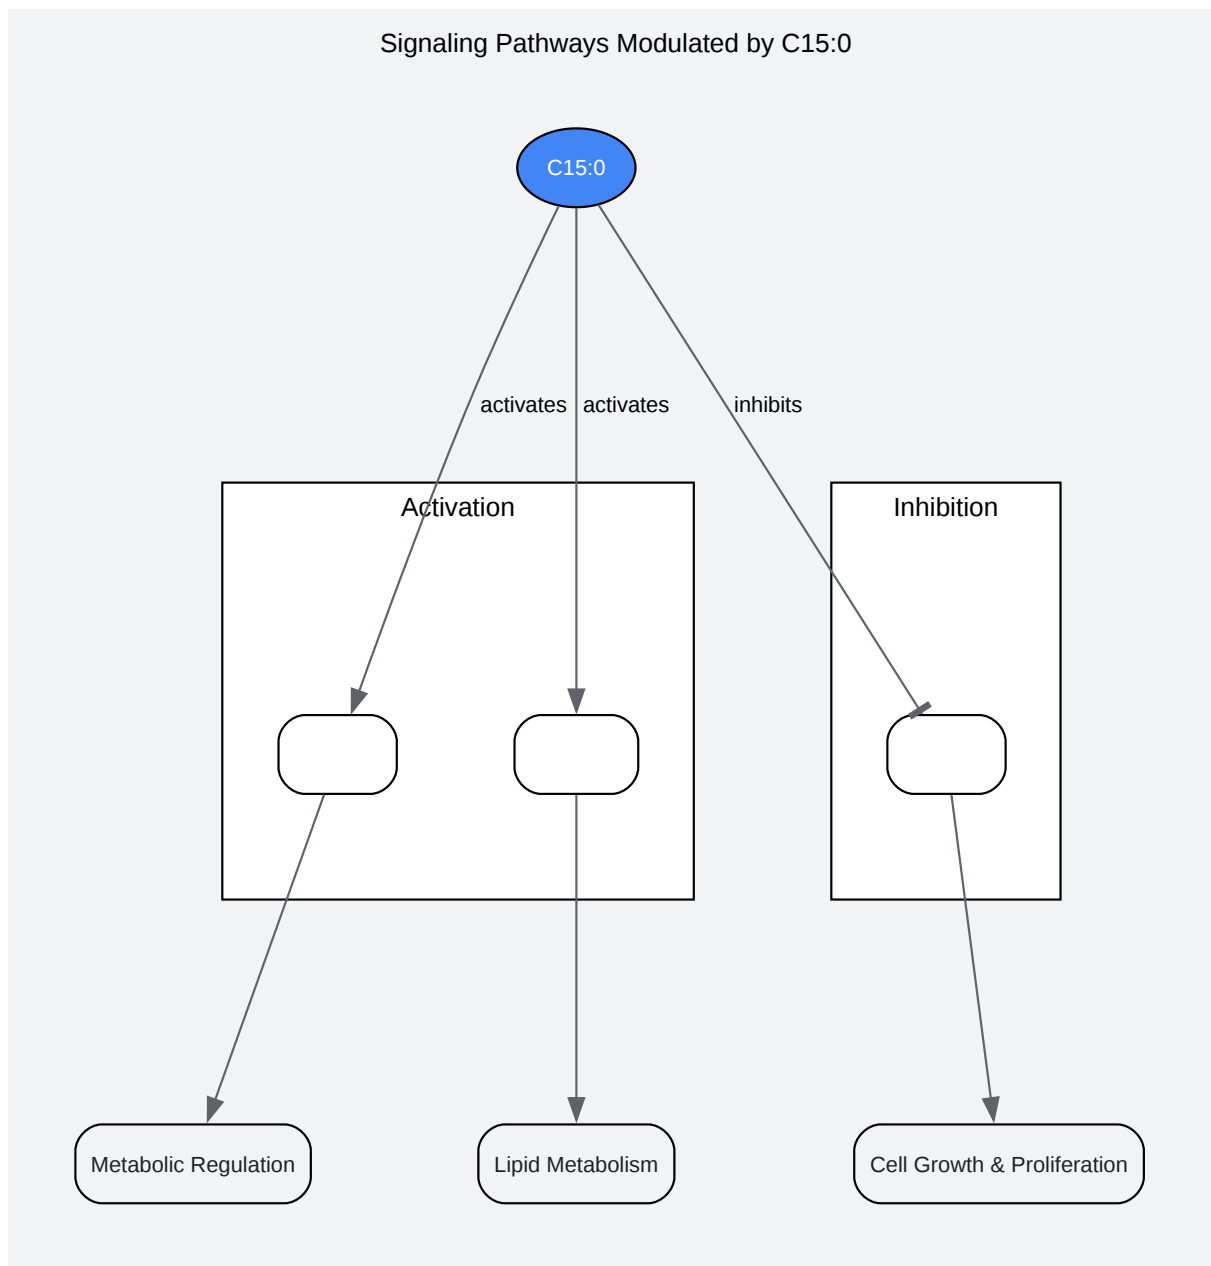 Signaling Pathways Modulated by C15:0
C15:0
activates
activates
inhibits
Activation
Inhibition
Metabolic Regulation
Lipid Metabolism
Cell Growth & Proliferation